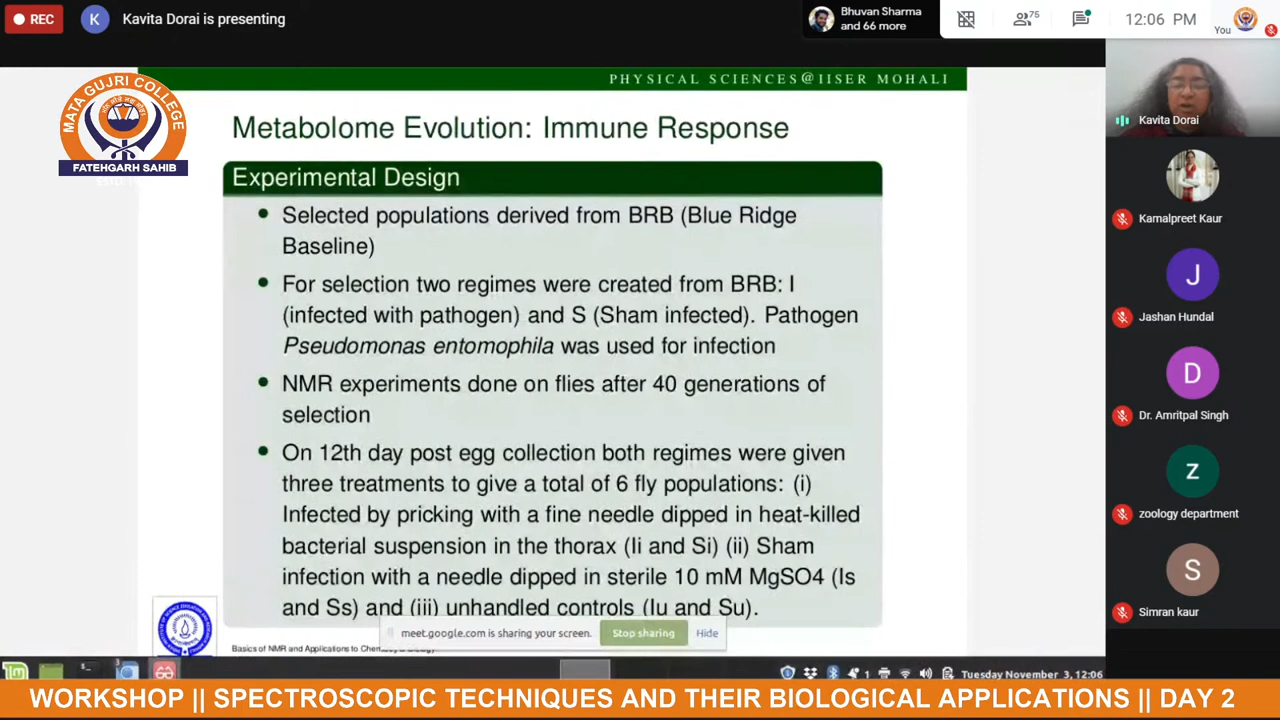 REC
K
Kavita Dorai is presenting
Bhuvan Sharma
and 66 more
75
12:06 PM
You
PHYSICAL SCIENCES@IISER MOHALI
MATA GUJRI COLLEGE
FATEHGARH SAHIB
Metabolome Evolution: Immune Response
Experimental Design
Selected populations derived from BRB (Blue Ridge
Baseline)
For selection two regimes were created from BRB: I
(infected with pathogen) and S (Sham infected). Pathogen
Pseudomonas entomophila was used for infection
NMR experiments done on flies after 40 generations of
selection
On 12th day post egg collection both regimes were given
three treatments to give a total of 6 fly populations: (i)
Infected by pricking with a fine needle dipped in heat-killed
bacterial suspension in the thorax (Ii and Si) (ii) Sham
infection with a needle dipped in sterile 10 mM MgSO4 (Is
and Ss) and (iii) unhandled controls (Iu and Su).
meet.google.com is sharing your screen.
Stop sharing
Hide
Basics of NMR and Applications to
Kavita Dorai
Kamalpreet Kaur
J
Jashan Hundal
D
Dr. Amritpal Singh
z
zoology department
S
Simran kaur
1
Tuesday November 3, 12:06
WORKSHOP || SPECTROSCOPIC TECHNIQUES AND THEIR BIOLOGICAL APPLICATIONS || DAY 2